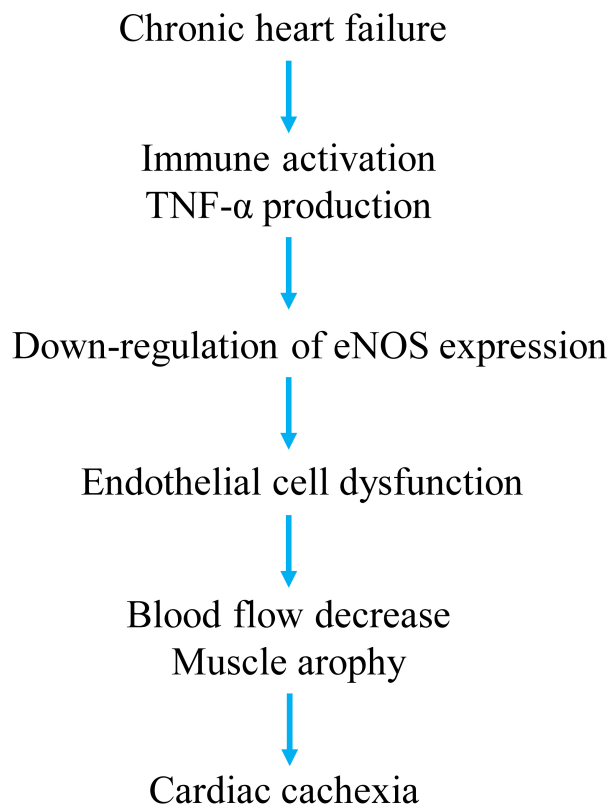 Chronic heart failure
Immune activation
TNF-α production
Down-regulation of eNOS expression
Endothelial cell dysfunction
Blood flow decrease
Muscle arophy
Cardiac cachexia